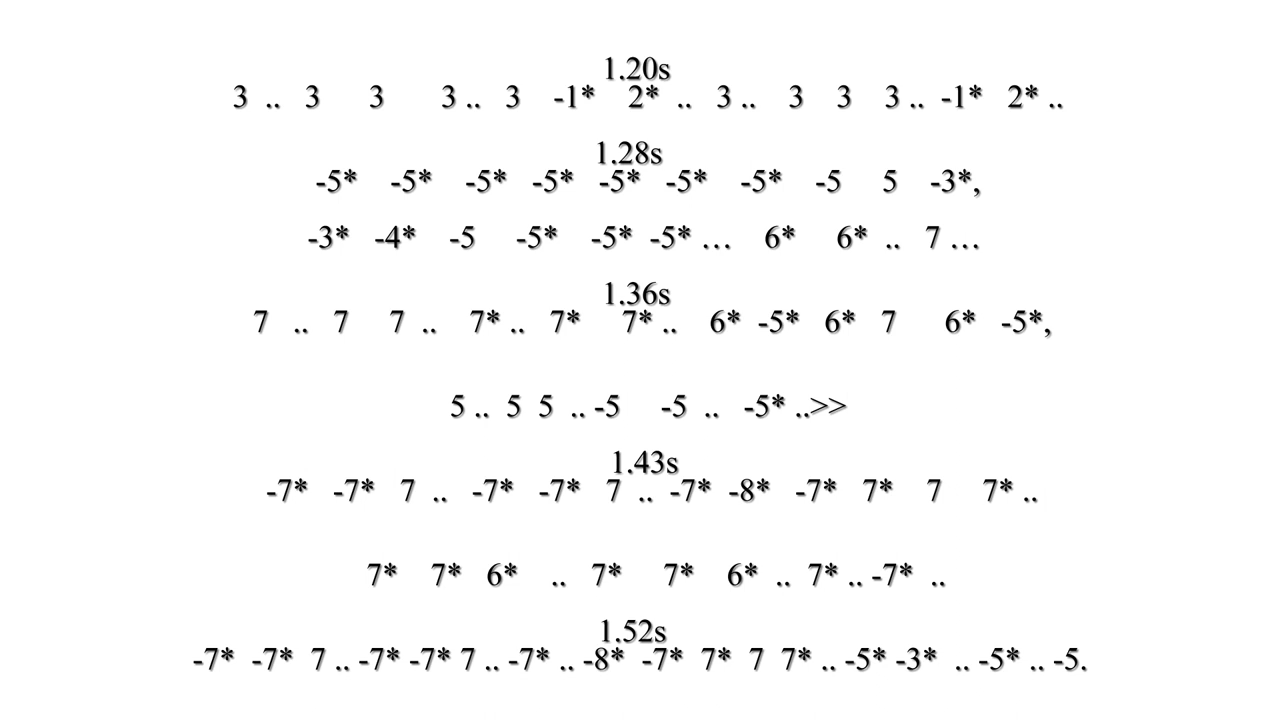 1.20s
3 .. 3 3 3 .. 3 -1* 2* .. 3 .. 3 3 3 .. -1* 2* ..
1.28s
-5* -5* -5* -5* -5* -5* -5* -5 5 -3*,
-3* -4* -5 -5* -5* -5* … 6* 6* .. 7 …
1.36s
7 .. 7 7 .. 7* .. 7* 7* .. 6* -5* 6* 7 6* -5*,
5 .. 5 5 .. -5 -5 .. -5* ..>>
1.43s
-7* -7* 7 .. -7* -7* 7 .. -7* -8* -7* 7* 7 7* ..
7* 7* 6* .. 7* 7* 6* .. 7* .. -7* ..
1.52s
-7* -7* 7 .. -7* -7* 7 .. -7* .. -8* -7* 7* 7 7* .. -5* -3* .. -5* .. -5.